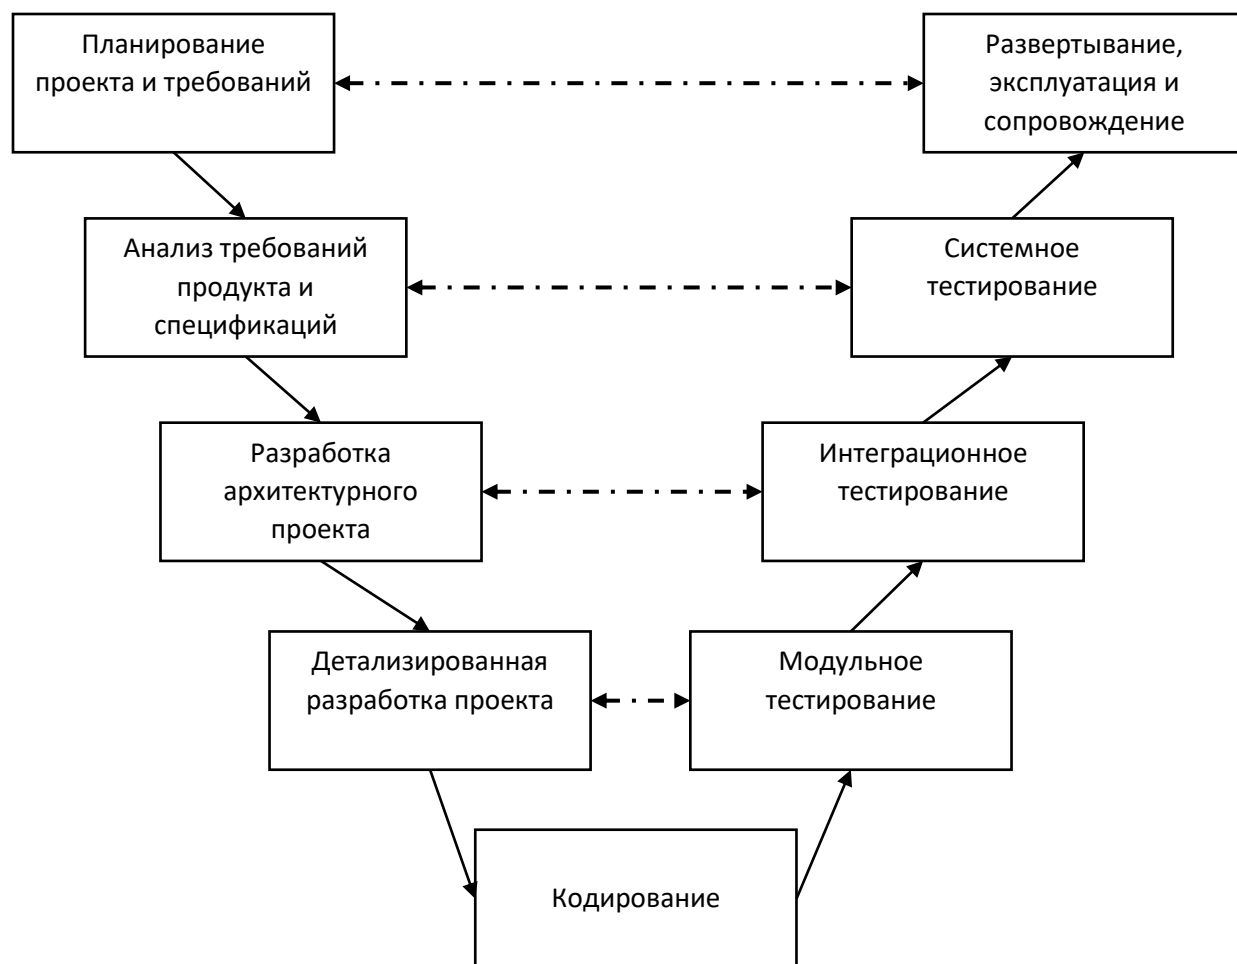 Планирование
проекта и требований
Развертывание,
эксплуатация и
сопровождение
Анализ требований
продукта и
спецификаций
Системное
тестирование
Разработка
архитектурного
проекта
Интеграционное
тестирование
Детализированная
разработка проекта
Модульное
тестирование
Кодирование